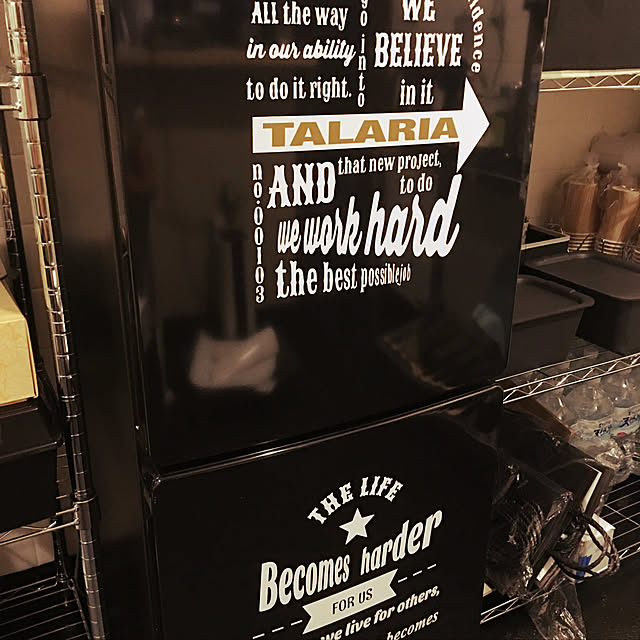 ALL the way
in our ability
to do it right.
go into
WE
BELIEVE
in it
TALARIA
no.00103
AND
that new project,
to do
we work hard
the best possible job
THE LIFE
Becomes harder
FOR US
we live for others,
becomes